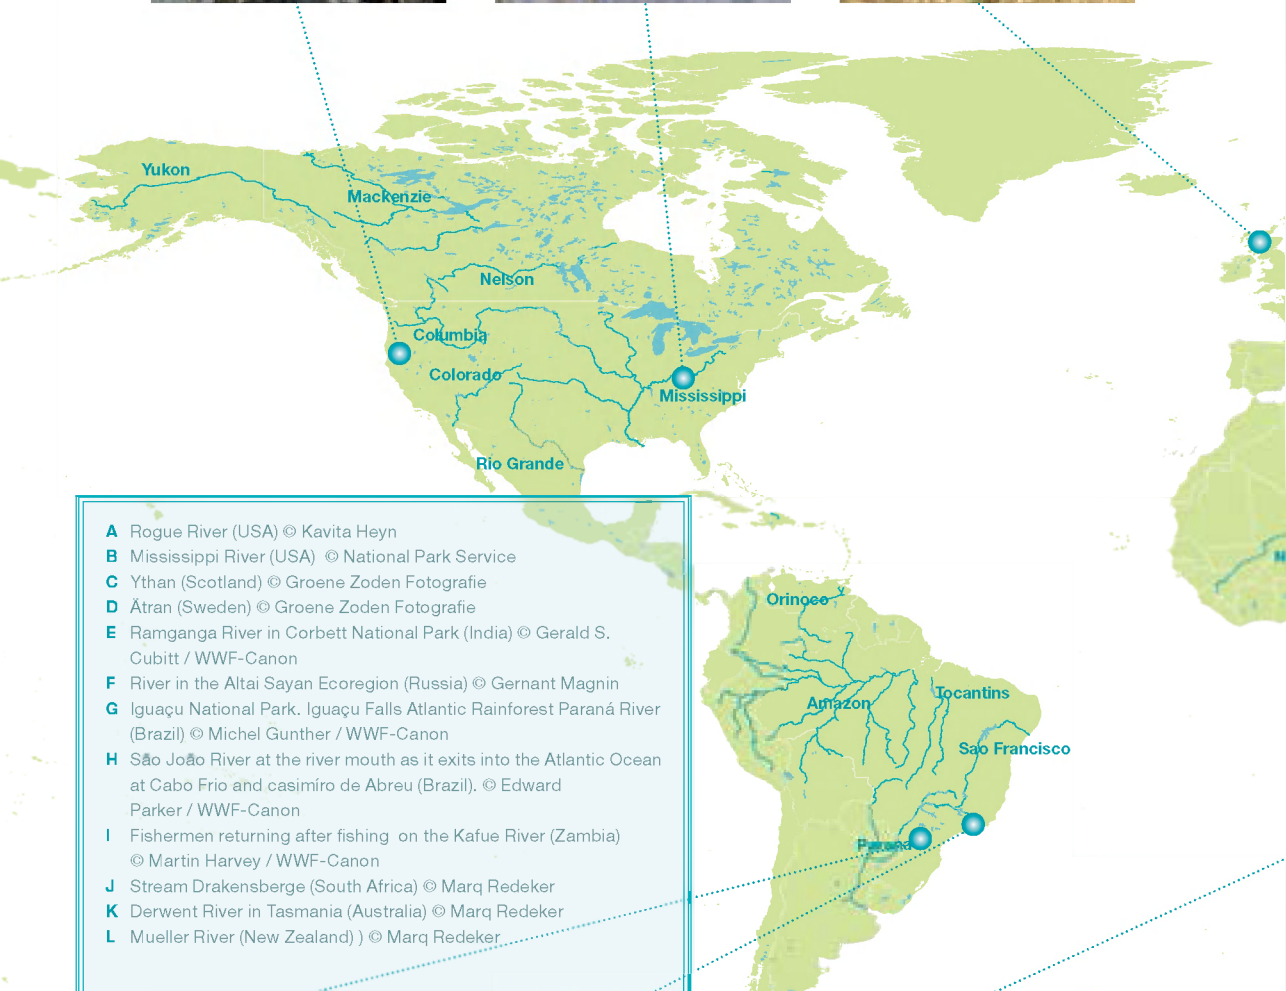 Yukon
Mackenzie
Nelson
Columbia
Colorado
Mississippi
Rio Grande
A Rogue River (USA) © Kavita Heyn
B Mississippi River (USA) © National Park Service
C Ythan (Scotland) © Groene Zoden Fotografie
D Ätran (Sweden) © Groene Zoden Fotografie
E Ramganga River in Corbett National Park (India) © Gerald S.
Cubitt / WWF-Canon
F River in the Altai Sayan Ecoregion (Russia) © Gernant Magnin
G Iguaçu National Park. Iguaçu Falls Atlantic Rainforest Paraná River
(Brazil) © Michel Gunther / WWF-Canon
H São João River at the river mouth as it exits into the Atlantic Ocean
at Cabo Frio and casimíro de Abreu (Brazil). © Edward
Parker / WWF-Canon
I Fishermen returning after fishing on the Kafue River (Zambia)
© Martin Harvey / WWF-Canon
J Stream Drakensberge (South Africa) © Marq Redeker
K Derwent River in Tasmania (Australia) © Marq Redeker
L Mueller River (New Zealand) ) © Marq Redeker
Orinoco
Amazon
Tocantins
Sao Francisco
Parana